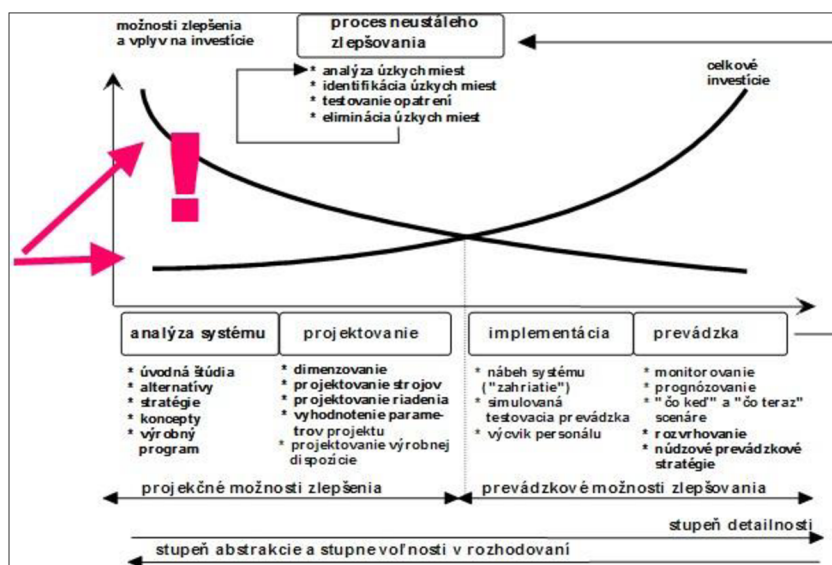 možnosti zlepšenia
a vplyv na investície
proces neustáleho
zlepšovania
* analýza úzkych miest
* identifikácia úzkych miest
* testovanie opatrení
* eliminácia úzkych miest
celkové
investície
!
analýza systému
projektovanie
implementácia
prevádzka
* úvodná štúdia
* alternatívy
* stratégie
* koncepty
* výrobný
program
* dimenzovanie
* projektovanie strojov
* projektovanie riadenia
* vyhodnotenie parame-
trov projektu
* projektovanie výrobnej
dispozície
* nábeh systému
("zahriatie")
* simulovaná
testovacia prevádzka
* výcvik personálu
* monitorovanie
* prognózovanie
* "čo keď" a "čo teraz"
scenáre
* rozvrhovanie
* núdzové prevádzkové
stratégie
projekčné možnosti zlepšenia
prevádzkové možnosti zlepšovania
stupeň detailnosti
stupeň abstrakcie a stupne voľnosti v rozhodovaní